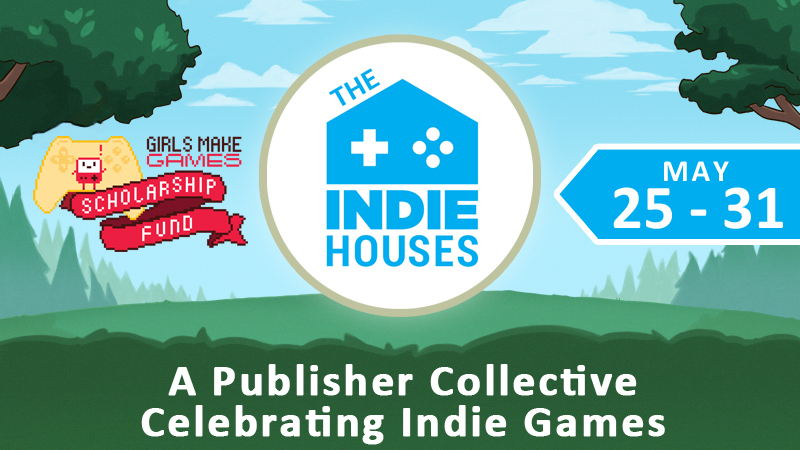 GIRLS MAKE
GAMES
SCHOLARSHIP
FUND
THE
INDIE
HOUSES
MAY
25 - 31
A Publisher Collective
Celebrating Indie Games